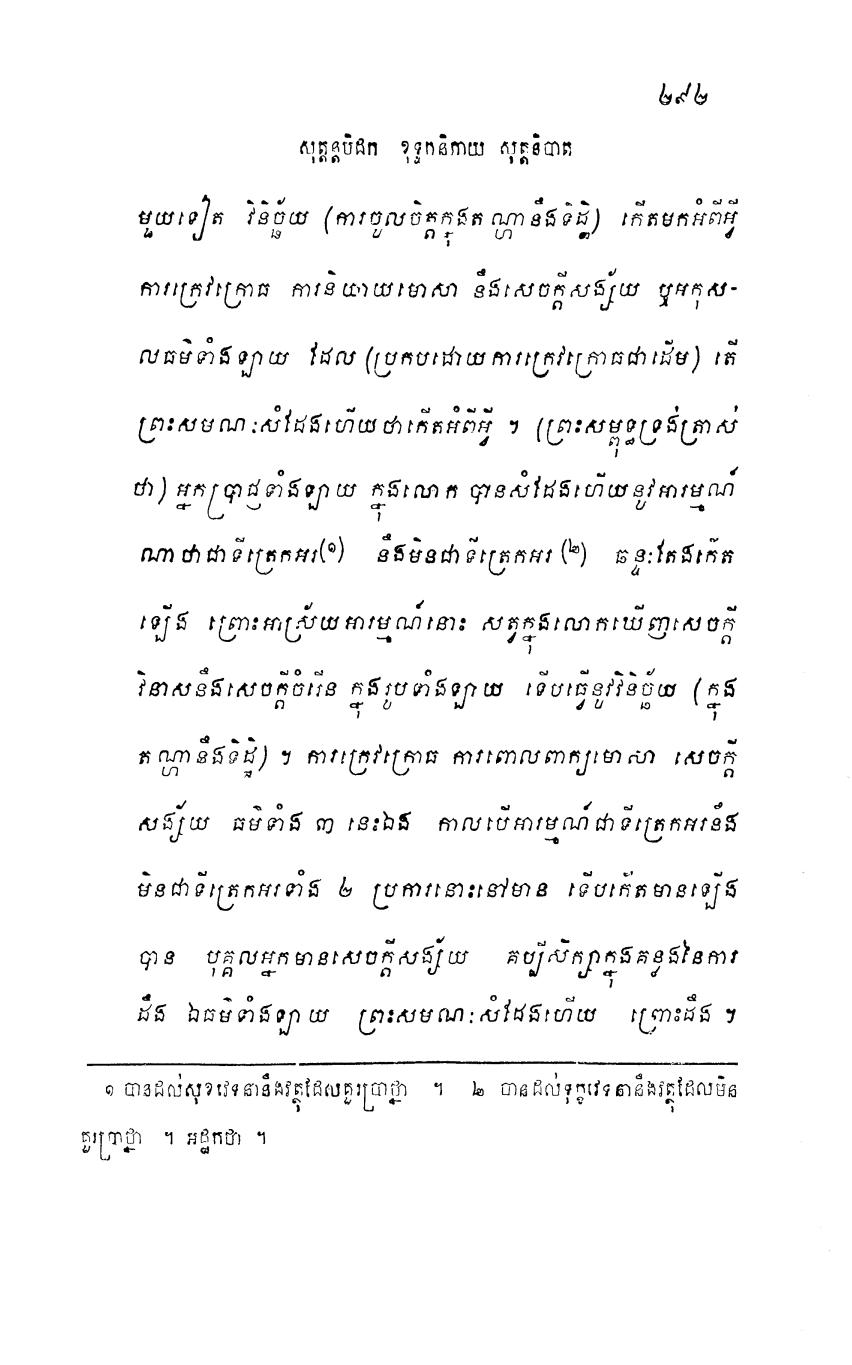 ២៩២
សុត្តន្តបិដក ខុទ្ទកនិកាយ សុត្តនិបាត
មួយទៀត វិនិច្ឆ័យ (ការចូលចិត្តក្នុងតណ្ហានឹងទិដ្ឋិ) កើតមកអំពីអ្វី
ការក្រេវក្រោធ ការនិយាយមោសា នឹងសេចក្តីសង្ស័យ ឬអកុស-
លធម៌ទាំងឡាយ ដែល (ប្រកបដោយការក្រេវក្រោធជាដើម) តើ
ព្រះសមណៈសំដែងហើយថាកើតអំពីអ្វី ។ (ព្រះសម្ពុទ្ធទ្រង់ត្រាស់
ថា) អ្នកប្រាជ្ញទាំងឡាយ ក្នុងលោក បានសំដែងហើយនូវអារម្មណ៍
ណាថាជាទីត្រេកអរ(១) នឹងមិនជាទីត្រេកអរ (២) ឆន្ទៈតែងកើត
ឡើង ព្រោះអាស្រ័យអារម្មណ៍នោះ សត្វក្នុងលោកឃើញសេចក្តី
វិនាសនឹងសេចក្តីចំរើន ក្នុងរូបទាំងឡាយ ទើបធ្វើនូវវិនិច្ឆ័យ (ក្នុង
តណ្ហានឹងទិដ្ឋិ) ។ ការក្រេវក្រោធ ការពោលពាក្យមោសា សេចក្តី
សង្ស័យ ធម៌ទាំង ៣ នេះឯង កាលបើអារម្មណ៍ជាទីត្រេកអរនឹង
មិនជាទីត្រេកអរទាំង ២ ប្រការនោះនៅមាន ទើបកើតមានឡើង
បាន បុគ្គលអ្នកមានសេចក្តីសង្ស័យ គប្បីសិក្សាក្នុងគន្លងនៃការ
ដឹង ឯធម៌ទាំងឡាយ ព្រះសមណៈសំដែងហើយ ព្រោះដឹង ។
១ បានដល់សុខវេទនានឹងវត្ថុដែលគួរប្រាថ្នា ។ ២ បានដល់ទុក្ខវេទនានឹងវត្ថុដែលមិន
គួរប្រាថ្នា ។ អដ្ឋកថា ។